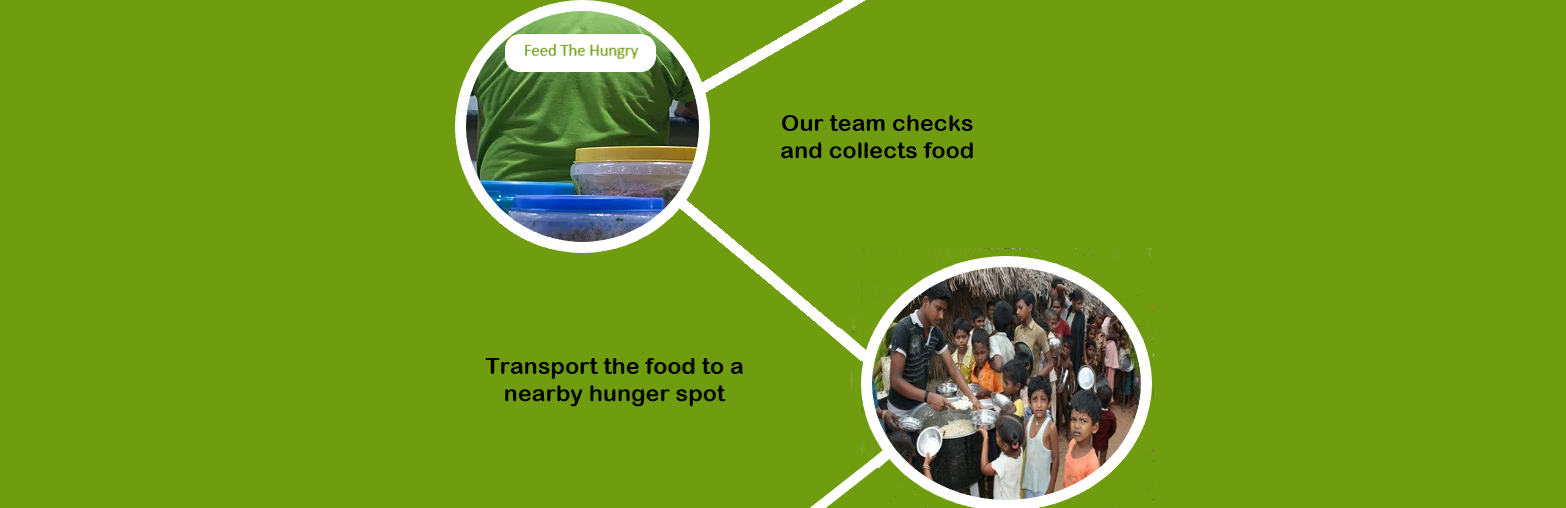 Feed The Hungry
Our team checks
and collects food
Transport the food to a
nearby hunger spot